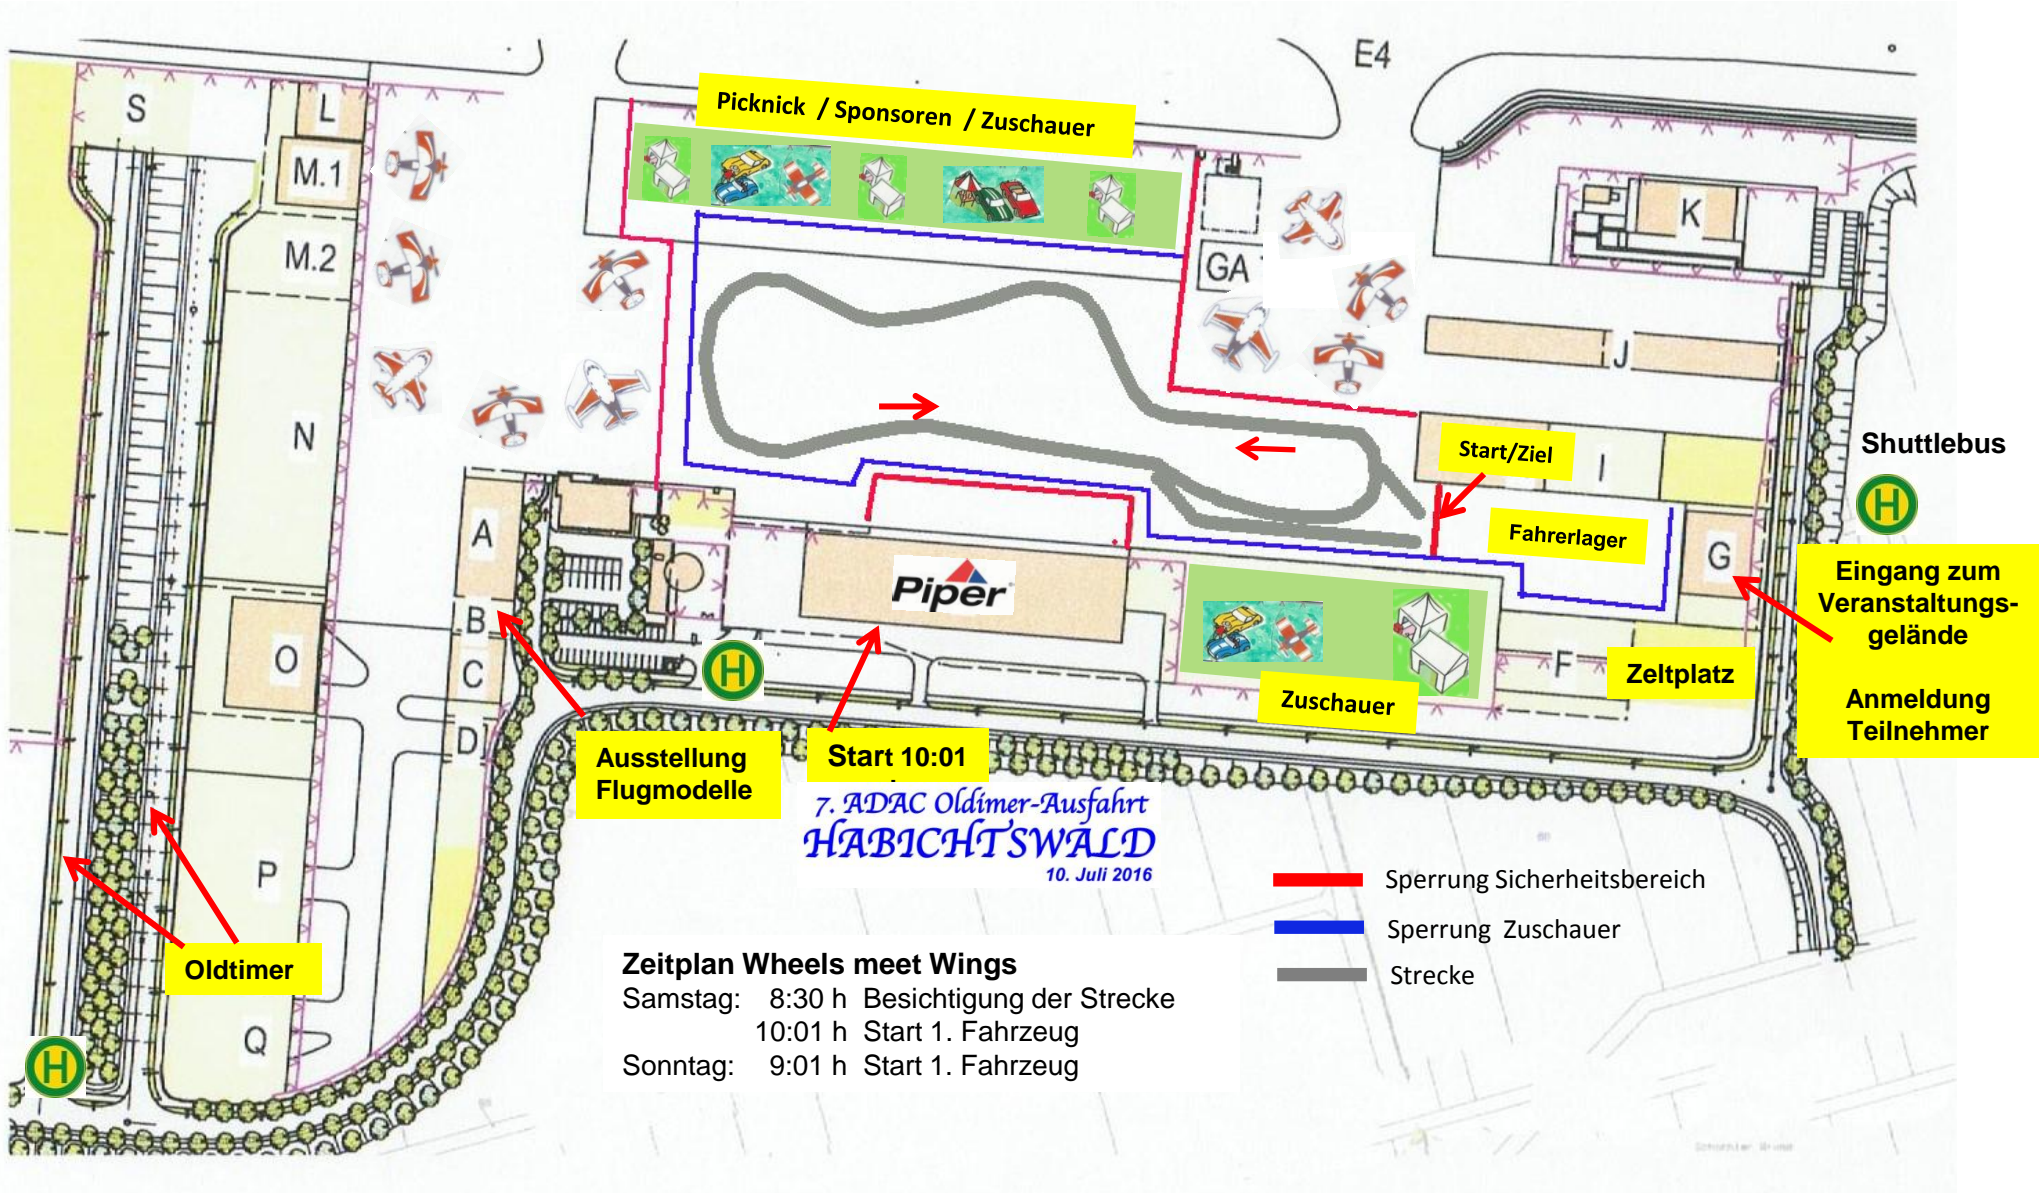 E4
S
L
M.1
M.2
N
O
P
Q
A
B
C
D
Picknick / Sponsoren / Zuschauer
GA
K
J
I
G
F
Start/Ziel
Fahrerlager
Shuttlebus
H
Eingang zum
Veranstaltungs-
gelände
Anmeldung
Teilnehmer
Zeltplatz
Zuschauer
Piper
H
Ausstellung
Flugmodelle
Start 10:01
7. ADAC Oldimer-Ausfahrt
HABICHTSWALD
10. Juli 2016
Oldtimer
H
Zeitplan Wheels meet Wings
Samstag: 8:30 h Besichtigung der Strecke
10:01 h Start 1. Fahrzeug
Sonntag: 9:01 h Start 1. Fahrzeug
Sperrung Sicherheitsbereich
Sperrung Zuschauer
Strecke